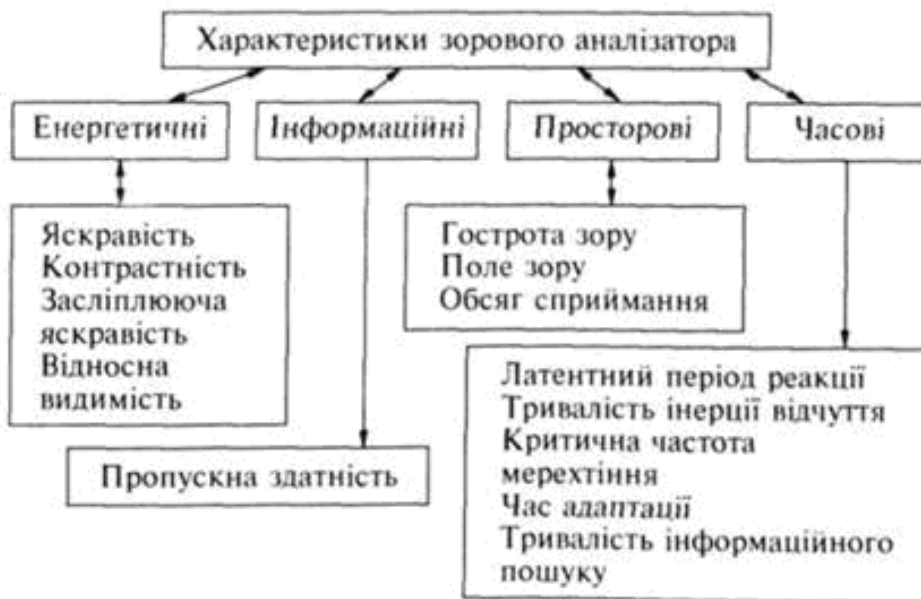 Характеристики зорового аналізатора
Енергетичні
Інформаційні
Просторові
Часові
Яскравість
Контрастність
Засліплююча
яскравість
Відносна
видимість
Гострота зору
Поле зору
Обсяг сприймання
Пропускна здатність
Латентний період реакції
Тривалість інерції відчуття
Критична частота
мерехтіння
Час адаптації
Тривалість інформаційного
пошуку